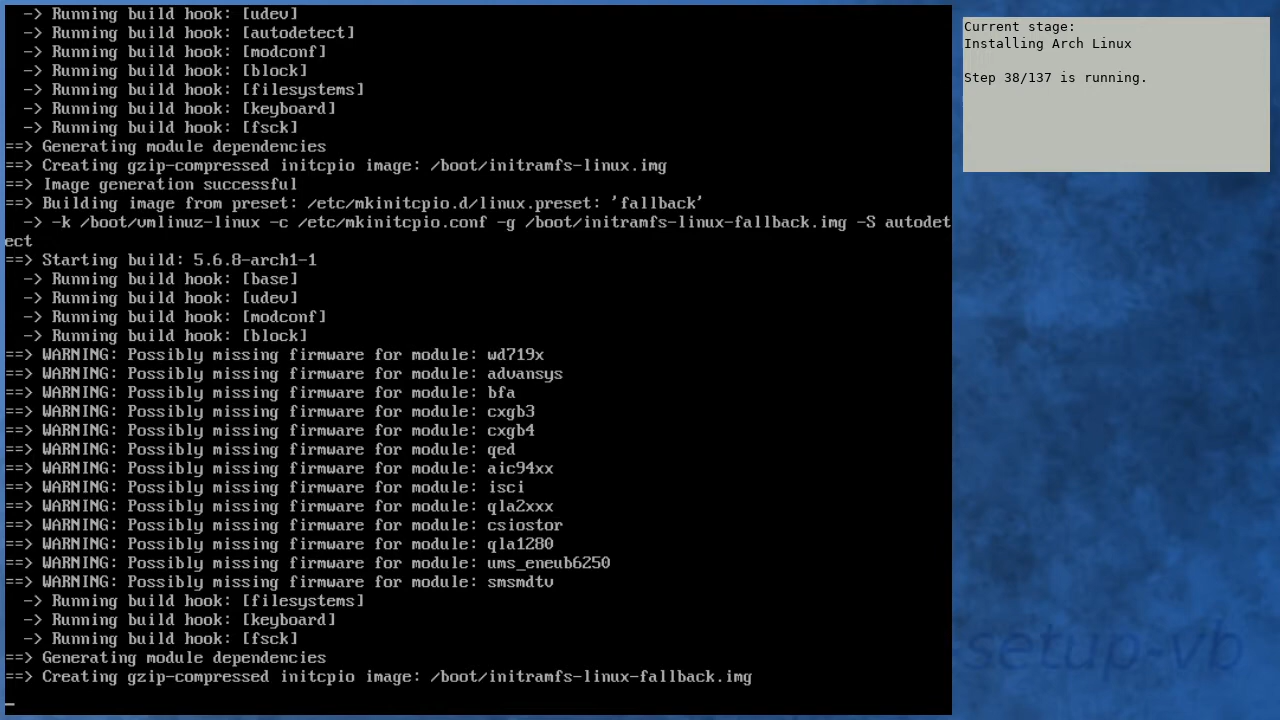 -> Running build hook: [udev]
  -> Running build hook: [autodetect]
  -> Running build hook: [modconf]
  -> Running build hook: [block]
  -> Running build hook: [filesystems]
  -> Running build hook: [keyboard]
  -> Running build hook: [fsck]
==> Generating module dependencies
==> Creating gzip-compressed initcpio image: /boot/initramfs-linux.img
==> Image generation successful
==> Building image from preset: /etc/mkinitcpio.d/linux.preset: 'fallback'
  -> -k /boot/vmlinuz-linux -c /etc/mkinitcpio.conf -g /boot/initramfs-linux-fallback.img -S autodet
ect
==> Starting build: 5.6.8-arch1-1
  -> Running build hook: [base]
  -> Running build hook: [udev]
  -> Running build hook: [modconf]
  -> Running build hook: [block]
==> WARNING: Possibly missing firmware for module: wd719x
==> WARNING: Possibly missing firmware for module: advansys
==> WARNING: Possibly missing firmware for module: bfa
==> WARNING: Possibly missing firmware for module: cxgb3
==> WARNING: Possibly missing firmware for module: cxgb4
==> WARNING: Possibly missing firmware for module: qed
==> WARNING: Possibly missing firmware for module: aic94xx
==> WARNING: Possibly missing firmware for module: isci
==> WARNING: Possibly missing firmware for module: qla2xxx
==> WARNING: Possibly missing firmware for module: csiostor
==> WARNING: Possibly missing firmware for module: qla1280
==> WARNING: Possibly missing firmware for module: ums_eneub6250
==> WARNING: Possibly missing firmware for module: smsmdtv
  -> Running build hook: [filesystems]
  -> Running build hook: [keyboard]
  -> Running build hook: [fsck]
==> Generating module dependencies
==> Creating gzip-compressed initcpio image: /boot/initramfs-linux-fallback.img
_
Current stage:
Installing Arch Linux
Step 38/137 is running.
setup-vb